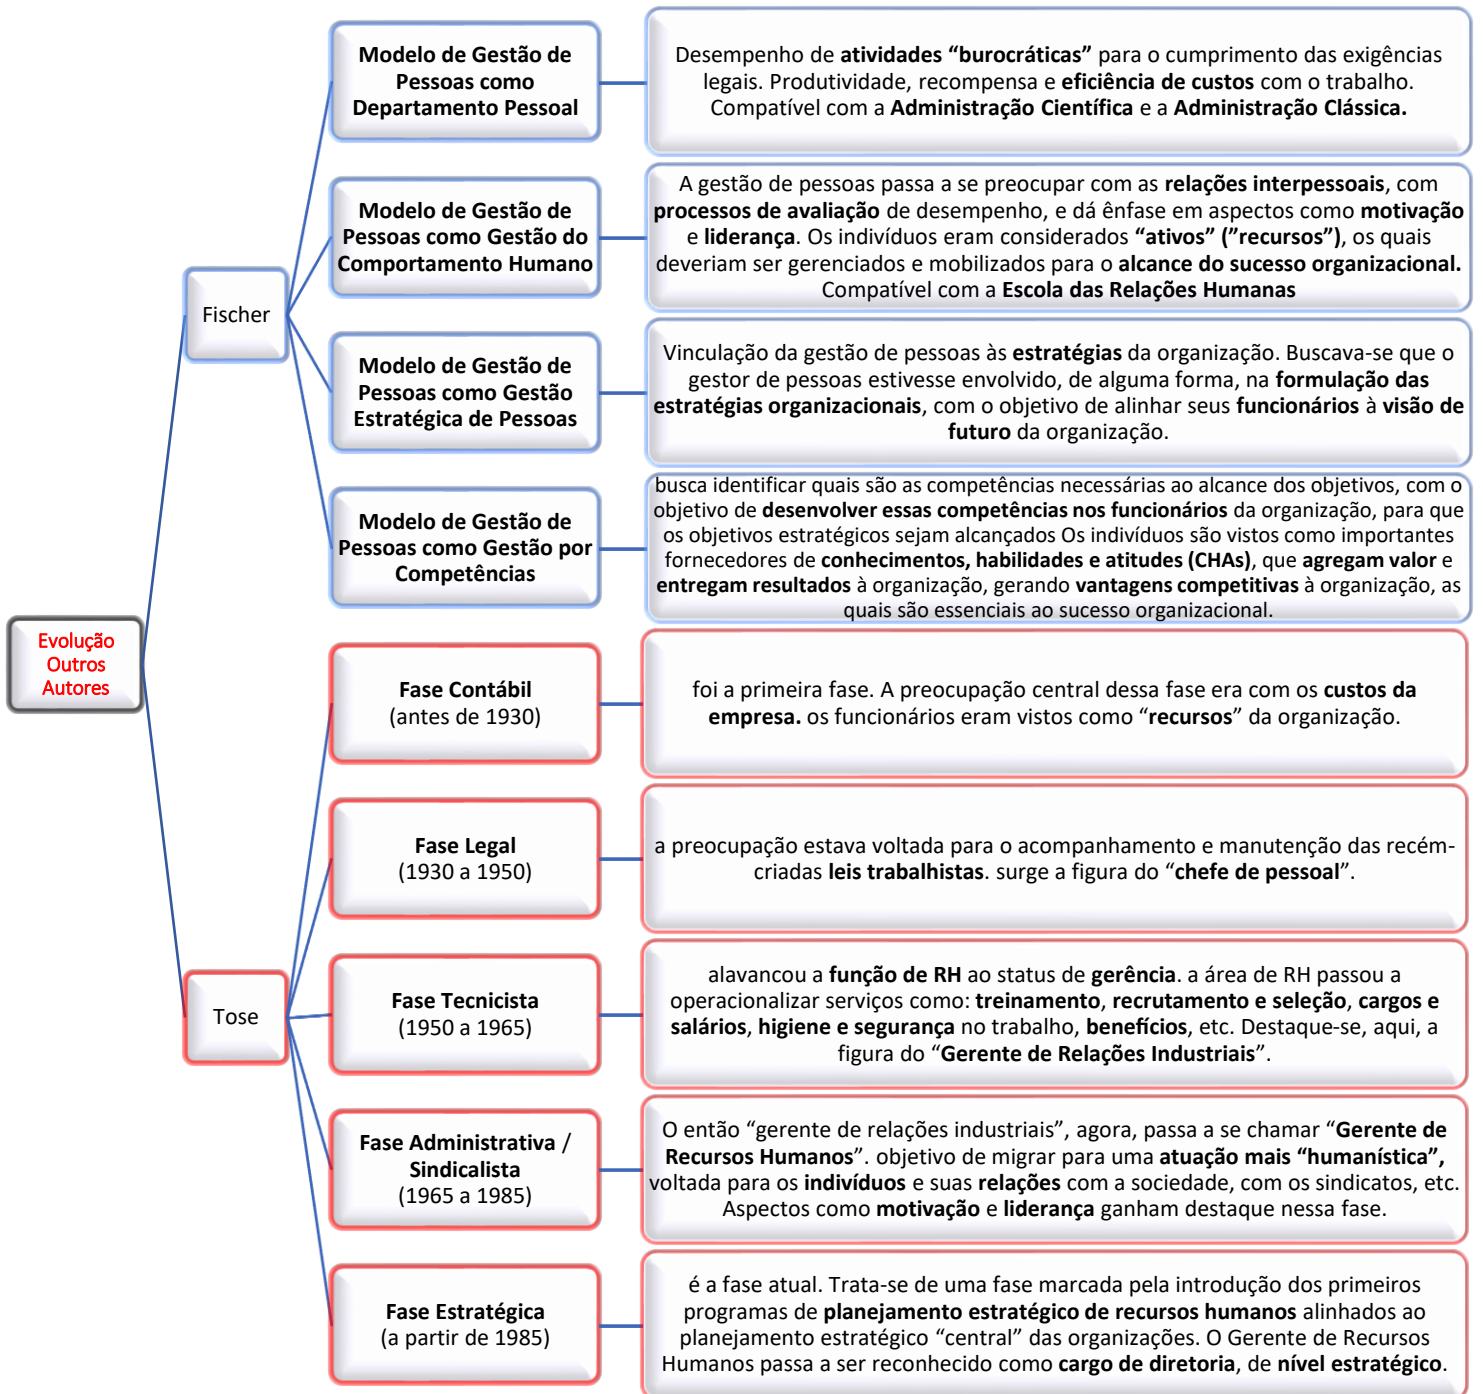 Evolução
Outros
Autores
Fischer
Modelo de Gestão de
Pessoas como
Departamento Pessoal
Desempenho de atividades “burocráticas” para o cumprimento das exigências
legais. Produtividade, recompensa e eficiência de custos com o trabalho.
Compatível com a Administração Científica e a Administração Clássica.
Modelo de Gestão de
Pessoas como Gestão do
Comportamento Humano
A gestão de pessoas passa a se preocupar com as relações interpessoais, com
processos de avaliação de desempenho, e dá ênfase em aspectos como motivação
e liderança. Os indivíduos eram considerados “ativos” (”recursos”), os quais
deveriam ser gerenciados e mobilizados para o alcance do sucesso organizacional.
Compatível com a Escola das Relações Humanas
Modelo de Gestão de
Pessoas como Gestão
Estratégica de Pessoas
Vinculação da gestão de pessoas às estratégias da organização. Buscava-se que o
gestor de pessoas estivesse envolvido, de alguma forma, na formulação das
estratégias organizacionais, com o objetivo de alinhar seus funcionários à visão de
futuro da organização.
Modelo de Gestão de
Pessoas como Gestão por
Competências
busca identificar quais são as competências necessárias ao alcance dos objetivos, com o
objetivo de desenvolver essas competências nos funcionários da organização, para que
os objetivos estratégicos sejam alcançados Os indivíduos são vistos como importantes
fornecedores de conhecimentos, habilidades e atitudes (CHAs), que agregam valor e
entregam resultados à organização, gerando vantagens competitivas à organização, as
quais são essenciais ao sucesso organizacional.
Tose
Fase Contábil
(antes de 1930)
foi a primeira fase. A preocupação central dessa fase era com os custos da
empresa. os funcionários eram vistos como “recursos” da organização.
Fase Legal
(1930 a 1950)
a preocupação estava voltada para o acompanhamento e manutenção das recém-
criadas leis trabalhistas. surge a figura do “chefe de pessoal”.
Fase Tecnicista
(1950 a 1965)
alavancou a função de RH ao status de gerência. a área de RH passou a
operacionalizar serviços como: treinamento, recrutamento e seleção, cargos e
salários, higiene e segurança no trabalho, benefícios, etc. Destaque-se, aqui, a
figura do “Gerente de Relações Industriais”.
Fase Administrativa /
Sindicalista
(1965 a 1985)
O então “gerente de relações industriais”, agora, passa a se chamar “Gerente de
Recursos Humanos”. objetivo de migrar para uma atuação mais “humanística”,
voltada para os indivíduos e suas relações com a sociedade, com os sindicatos, etc.
Aspectos como motivação e liderança ganham destaque nessa fase.
Fase Estratégica
(a partir de 1985)
é a fase atual. Trata-se de uma fase marcada pela introdução dos primeiros
programas de planejamento estratégico de recursos humanos alinhados ao
planejamento estratégico “central” das organizações. O Gerente de Recursos
Humanos passa a ser reconhecido como cargo de diretoria, de nível estratégico.